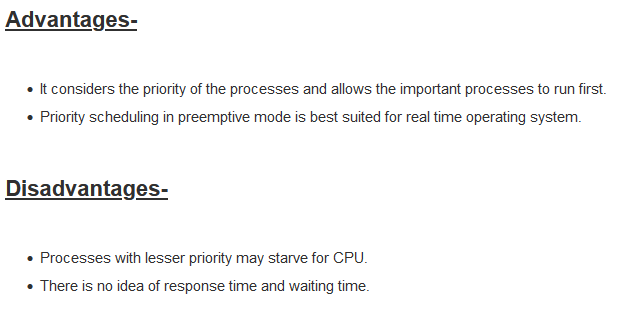 Advantages-
• It considers the priority of the processes and allows the important processes to run first.
• Priority scheduling in preemptive mode is best suited for real time operating system.
Disadvantages-
• Processes with lesser priority may starve for CPU.
• There is no idea of response time and waiting time.